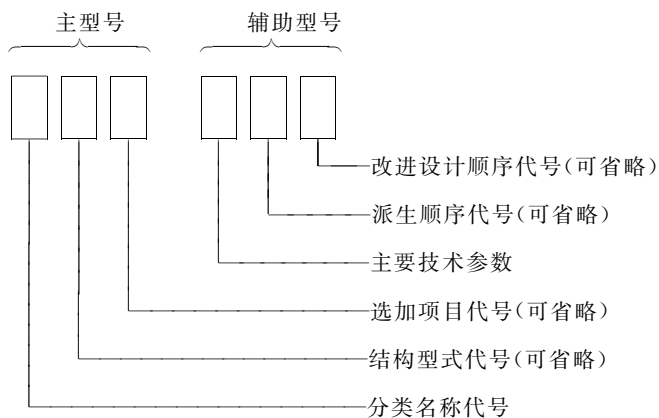 主型号 辅助型号
改进设计顺序代号(可省略)
派生顺序代号(可省略)
主要技术参数
选加项目代号(可省略)
结构型式代号(可省略)
分类名称代号